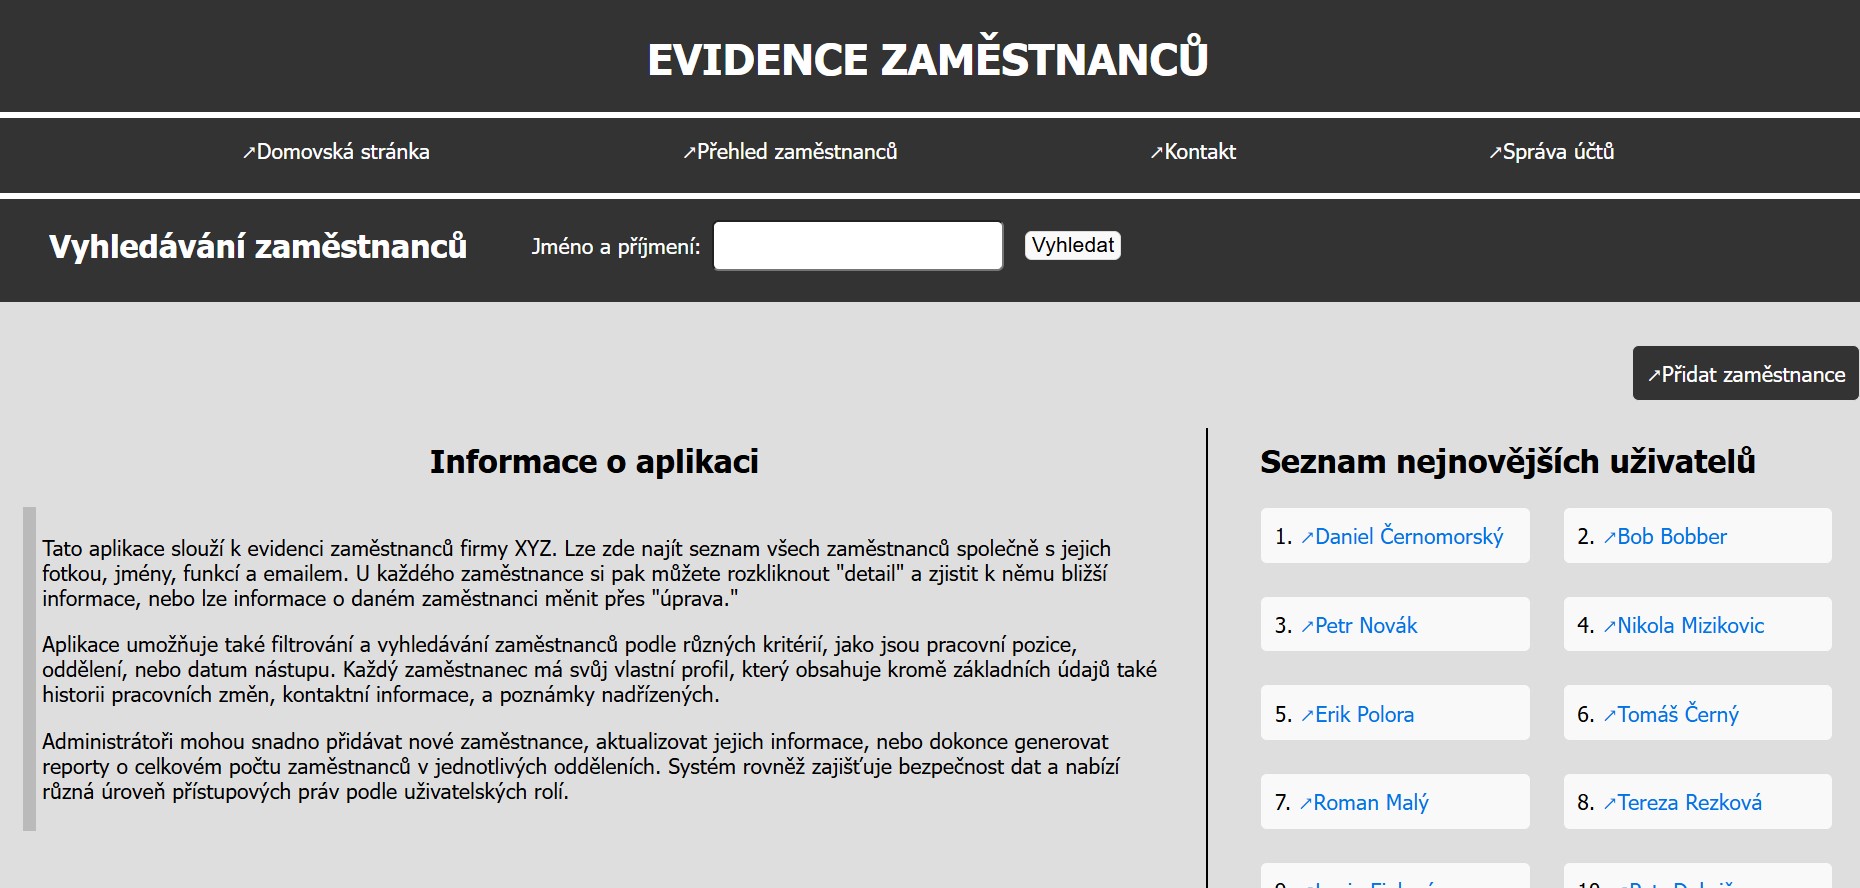 EVIDENCE ZAMĚSTNANCŮ
↗Domovská stránka ↗Přehled zaměstnanců ↗Kontakt ↗Správa účtů
Vyhledávání zaměstnanců Jméno a příjmení: Vyhledat
↗Přidat zaměstnance
Informace o aplikaci
Tato aplikace slouží k evidenci zaměstnanců firmy XYZ. Lze zde najít seznam všech zaměstnanců společně s jejich
fotkou, jmény, funkcí a emailem. U každého zaměstnance si pak můžete rozkliknout "detail" a zjistit k němu bližší
informace, nebo lze informace o daném zaměstnanci měnit přes "úprava."
Aplikace umožňuje také filtrování a vyhledávání zaměstnanců podle různých kritérií, jako jsou pracovní pozice,
oddělení, nebo datum nástupu. Každý zaměstnanec má svůj vlastní profil, který obsahuje kromě základních údajů také
historii pracovních změn, kontaktní informace, a poznámky nadřízených.
Administrátoři mohou snadno přidávat nové zaměstnance, aktualizovat jejich informace, nebo dokonce generovat
reporty o celkovém počtu zaměstnanců v jednotlivých odděleních. Systém rovněž zajišťuje bezpečnost dat a nabízí
různá úroveň přístupových práv podle uživatelských rolí.
Seznam nejnovějších uživatelů
1. ↗Daniel Černomorský
2. ↗Bob Bobber
3. ↗Petr Novák
4. ↗Nikola Mizikovic
5. ↗Erik Polora
6. ↗Tomáš Černý
7. ↗Roman Malý
8. ↗Tereza Rezková